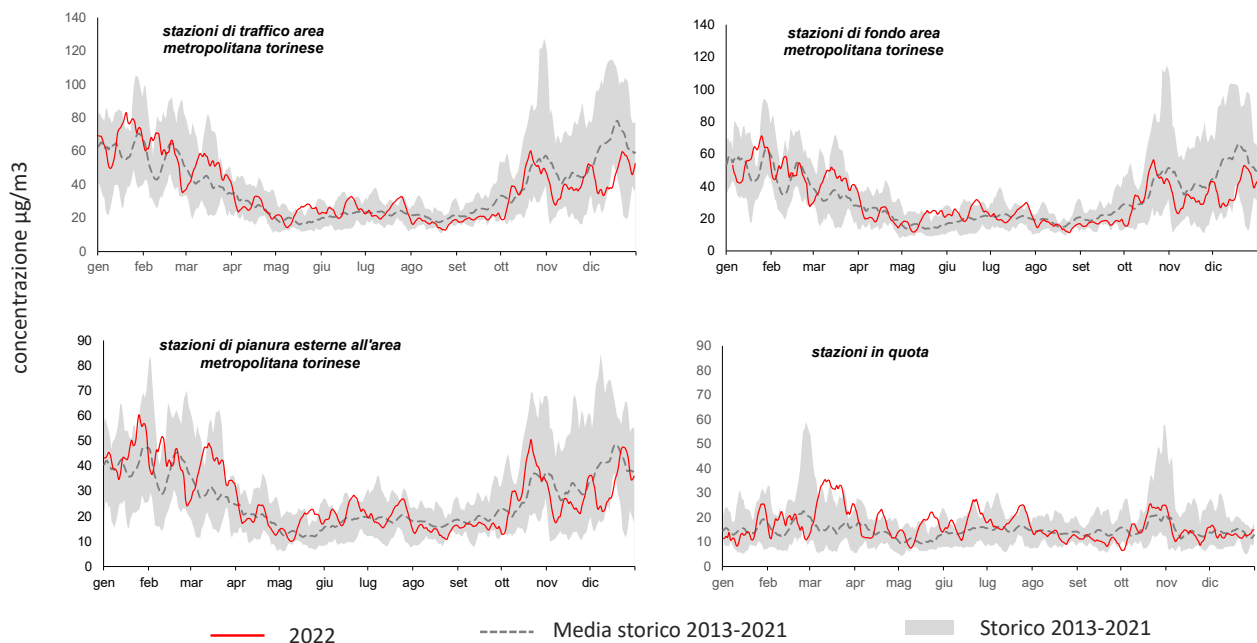 concentrazione µg/m3
stazioni di traffico area
metropolitana torinese
140
120
100
80
60
40
20
0
gen feb mar apr mag giu lug ago set ott nov dic
stazioni di fondo area
metropolitana torinese
140
120
100
80
60
40
20
0
gen feb mar apr mag giu lug ago set ott nov dic
stazioni di pianura esterne all'area
metropolitana torinese
90
80
70
60
50
40
30
20
10
0
gen feb mar apr mag giu lug ago set ott nov dic
stazioni in quota
90
80
70
60
50
40
30
20
10
0
gen feb mar apr mag giu lug ago set ott nov dic
2022 Media storico 2013-2021 Storico 2013-2021